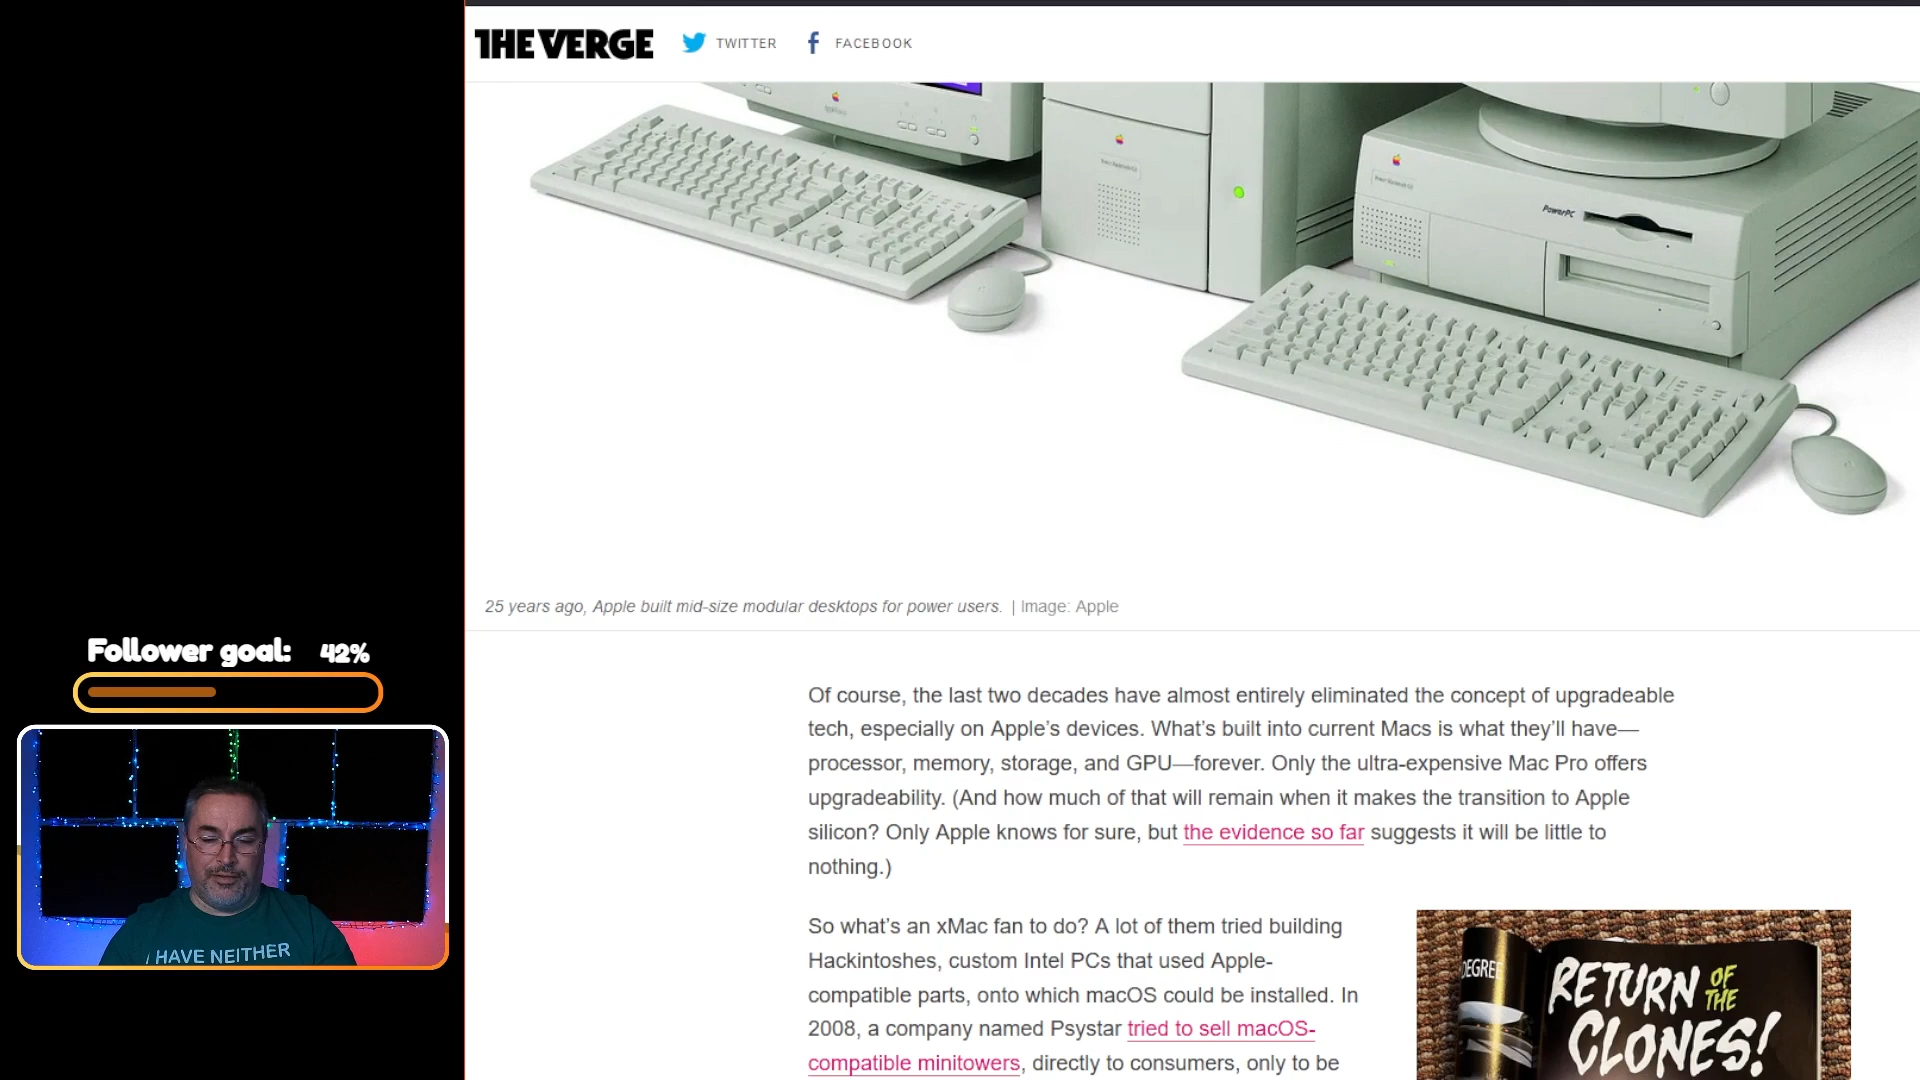 THE VERGE TWITTER FACEBOOK
PowerPC
25 years ago, Apple built mid-size modular desktops for power users. | Image: Apple
Follower goal: 42%
Of course, the last two decades have almost entirely eliminated the concept of upgradeable
tech, especially on Apple’s devices. What’s built into current Macs is what they’ll have—
processor, memory, storage, and GPU—forever. Only the ultra-expensive Mac Pro offers
upgradeability. (And how much of that will remain when it makes the transition to Apple
silicon? Only Apple knows for sure, but the evidence so far suggests it will be little to
nothing.)
So what’s an xMac fan to do? A lot of them tried building
Hackintoshes, custom Intel PCs that used Apple-
compatible parts, onto which macOS could be installed. In
2008, a company named Psystar tried to sell macOS-
compatible minitowers, directly to consumers, only to be
DEGREE
RETURN OF
THE
CLONES!
I HAVE NEITHER